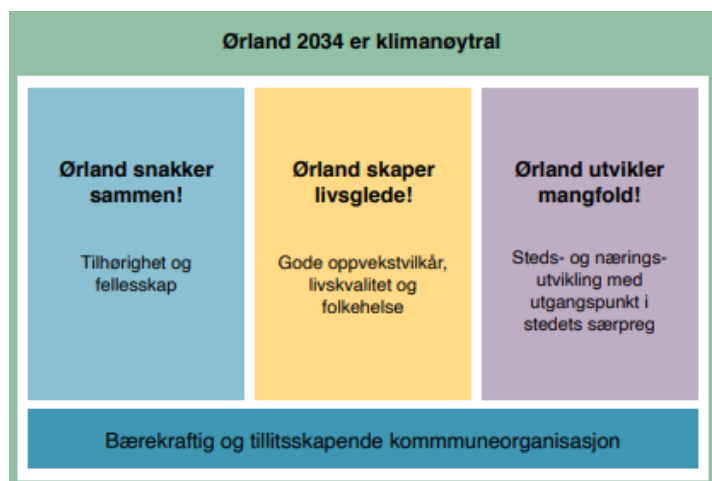 Ørland 2034 er klimanøytral
Ørland snakker
sammen!
Tilhørighet og
fellesskap
Ørland skaper
livsglede!
Gode oppvekstvilkår,
livskvalitet og
folkehelse
Ørland utvikler
mangfold!
Steds- og nærings-
utvikling med
utgangspunkt i
stedets særpreg
Bærekraftig og tillitsskapende kommmuneorganisasjon